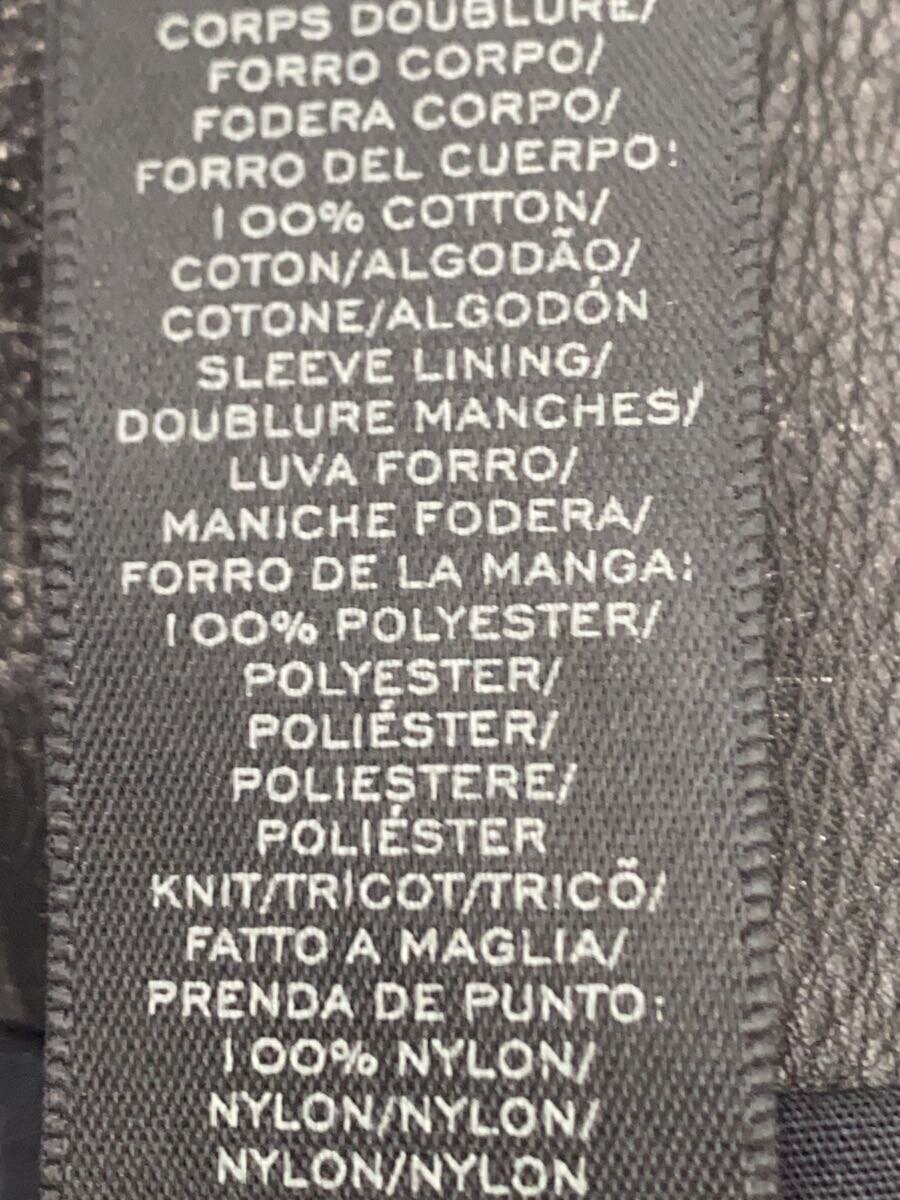 CORPS DOUBLURE/
FORRO CORPO/
FODERA CORPO/
FORRO DEL CUERPO:
100% COTTON/
COTON/ALGODÃO/
COTONE/ALGODÓN
SLEEVE LINING/
DOUBLURE MANCHES/
LUVA FORRO/
MANICHE FODERA/
FORRO DE LA MANGA:
100% POLYESTER/
POLYESTER/
POLIÉSTER/
POLIESTERE/
POLIÉSTER
KNIT/TRICOT/TRICÕ/
FATTO A MAGLIA/
PRENDA DE PUNTO:
100% NYLON/
NYLON/NYLON/
NYLON/NYLON